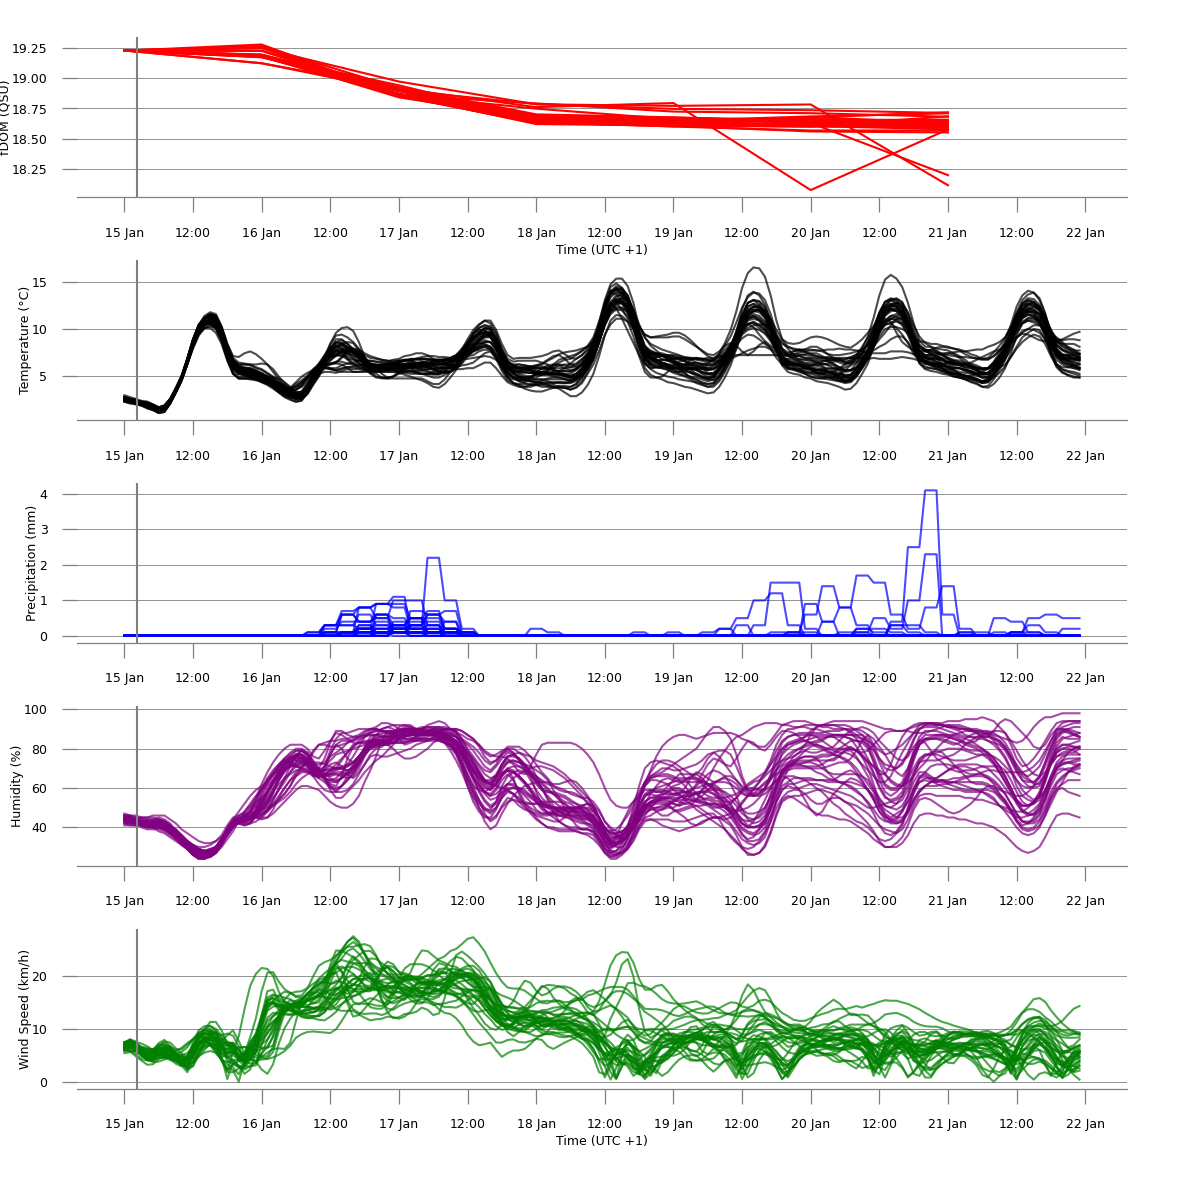 19.25
19.00
18.75
18.50
18.25
fDOM (QSU)
15 Jan 12:00 16 Jan 12:00 17 Jan 12:00 18 Jan 12:00 19 Jan 12:00 20 Jan 12:00 21 Jan 12:00 22 Jan
Time (UTC +1)
15
10
5
Temperature (°C)
15 Jan 12:00 16 Jan 12:00 17 Jan 12:00 18 Jan 12:00 19 Jan 12:00 20 Jan 12:00 21 Jan 12:00 22 Jan
4
3
2
1
0
Precipitation (mm)
15 Jan 12:00 16 Jan 12:00 17 Jan 12:00 18 Jan 12:00 19 Jan 12:00 20 Jan 12:00 21 Jan 12:00 22 Jan
100
80
60
40
Humidity (%)
15 Jan 12:00 16 Jan 12:00 17 Jan 12:00 18 Jan 12:00 19 Jan 12:00 20 Jan 12:00 21 Jan 12:00 22 Jan
20
10
0
Wind Speed (km/h)
15 Jan 12:00 16 Jan 12:00 17 Jan 12:00 18 Jan 12:00 19 Jan 12:00 20 Jan 12:00 21 Jan 12:00 22 Jan
Time (UTC +1)